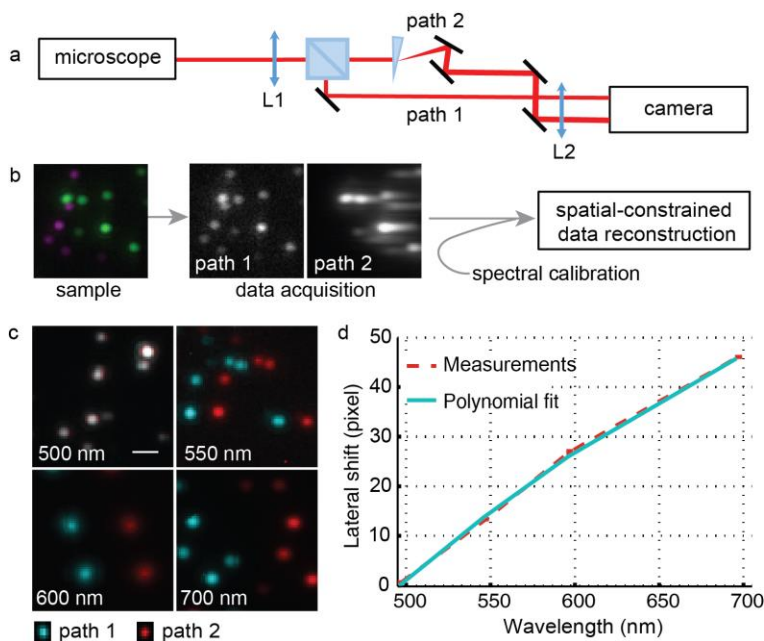 a
microscope
L1
path 2
path 1
L2
camera
b
sample
path 1
path 2
data acquisition
spatial-constrained
data reconstruction
spectral calibration
c
500 nm
550 nm
600 nm
700 nm
path 1
path 2
d
Measurements
Polynomial fit
Lateral shift (pixel)
50
40
30
20
10
0
500
550
600
650
700
Wavelength (nm)